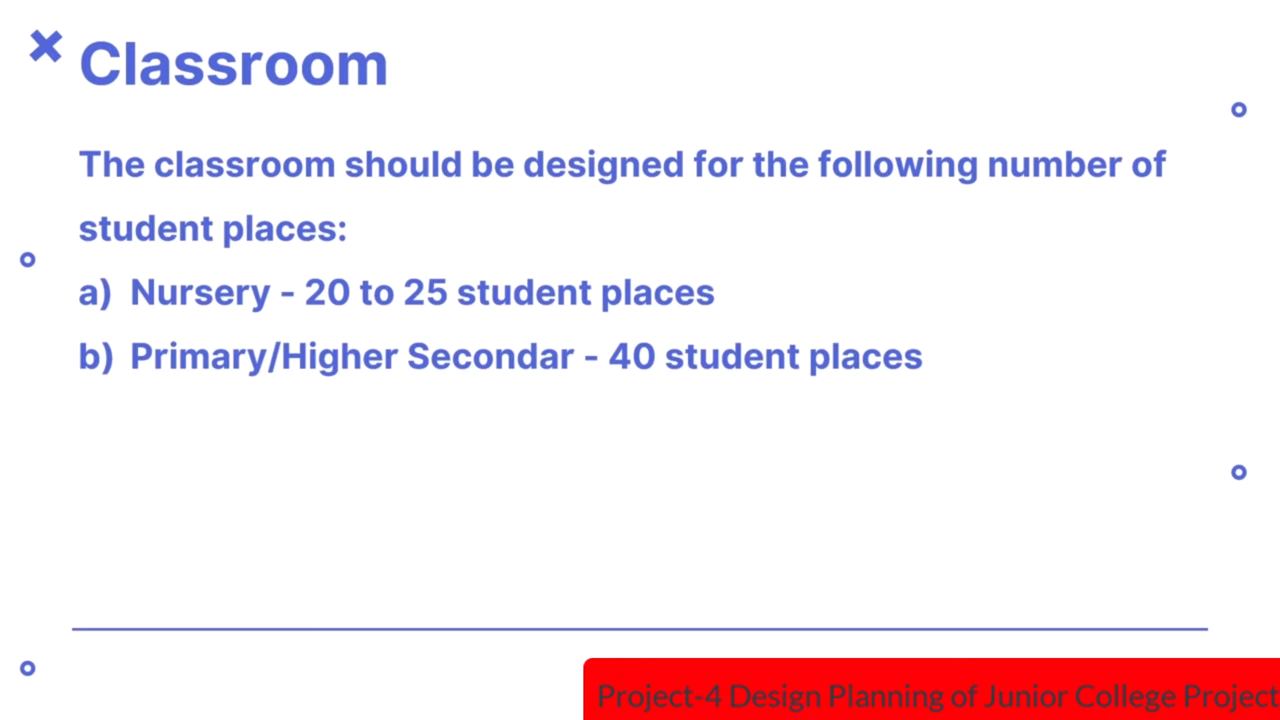 Classroom
The classroom should be designed for the following number of
student places:
a) Nursery - 20 to 25 student places
b) Primary/Higher Secondar - 40 student places
Project-4 Design Planning of Junior College Project